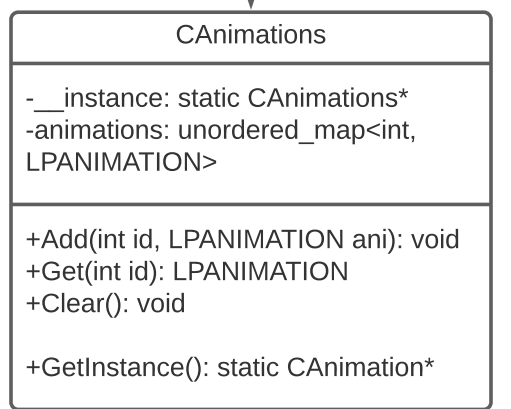 CAnimations
-__instance: static CAnimations*
-animations: unordered_map<int,
LPANIMATION>
+Add(int id, LPANIMATION ani): void
+Get(int id): LPANIMATION
+Clear(): void
+GetInstance(): static CAnimation*